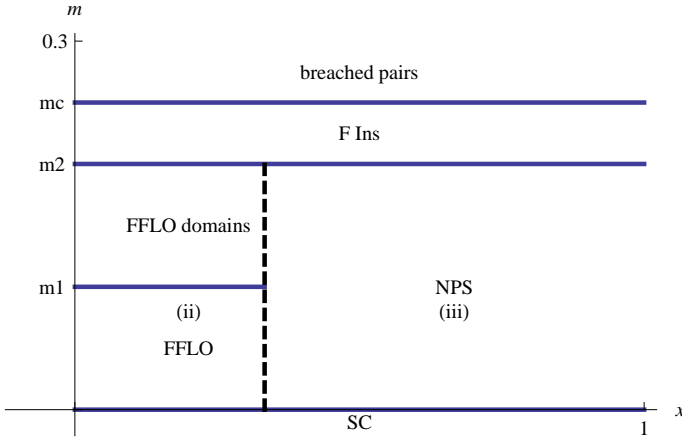 m
0.3
breached pairs
mc
F Ins
m2
FFLO domains
m1
NPS
(ii)
(iii)
FFLO
SC
x
1